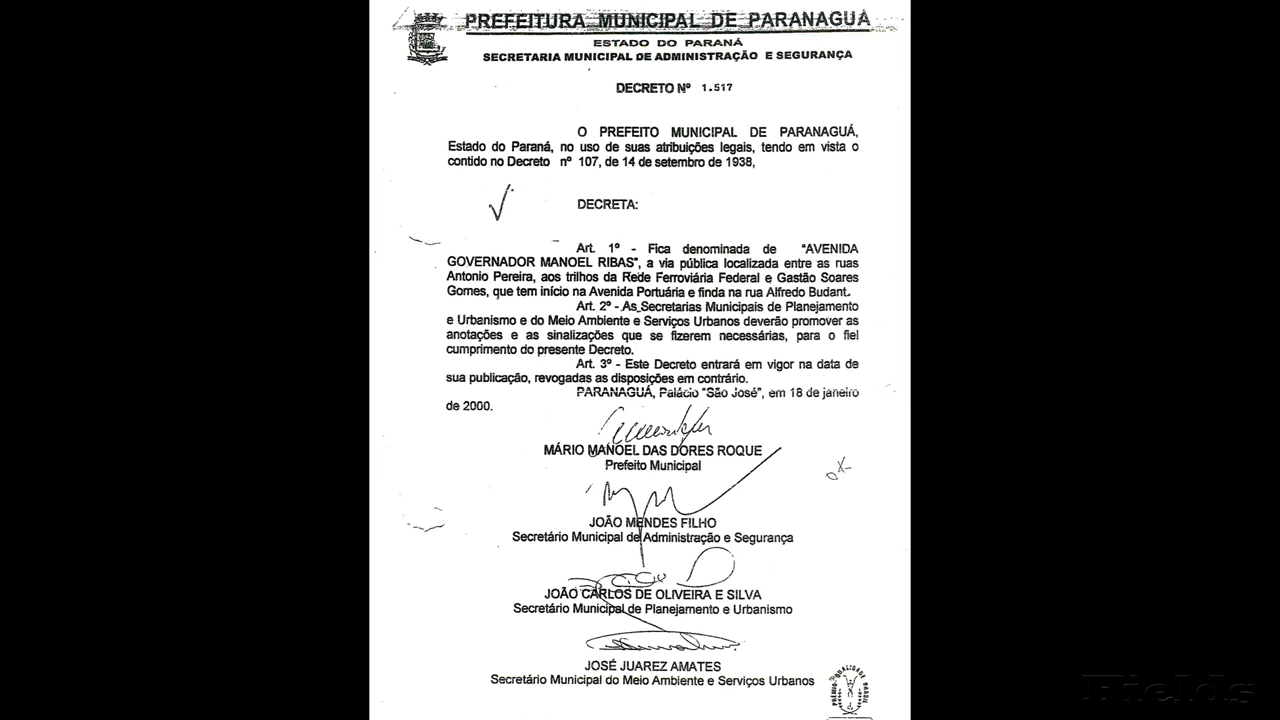 PREFEITURA MUNICIPAL DE PARANAGUÁ
ESTADO DO PARANÁ
SECRETARIA MUNICIPAL DE ADMINISTRAÇÃO E SEGURANÇA
DECRETO Nº 1.517
O PREFEITO MUNICIPAL DE PARANAGUÁ,
Estado do Paraná, no uso de suas atribuições legais, tendo em vista o
contido no Decreto nº 107, de 14 de setembro de 1938,
DECRETA:
Art. 1º - Fica denominada de "AVENIDA
GOVERNADOR MANOEL RIBAS", a via pública localizada entre as ruas
Antonio Pereira, aos trilhos da Rede Ferroviária Federal e Gastão Soares
Gomes, que tem início na Avenida Portuária e finda na rua Alfredo Budant.
Art. 2º - As Secretarias Municipais de Planejamento
e Urbanismo e do Meio Ambiente e Serviços Urbanos deverão promover as
anotações e as sinalizações que se fizerem necessárias, para o fiel
cumprimento do presente Decreto.
Art. 3º - Este Decreto entrará em vigor na data de
sua publicação, revogadas as disposições em contrário.
PARANAGUÁ, Palácio "São José", em 18 de janeiro
de 2000.
MÁRIO MANOEL DAS DORES ROQUE
Prefeito Municipal
JOÃO MENDES FILHO
Secretário Municipal de Administração e Segurança
JOÃO CARLOS DE OLIVEIRA E SILVA
Secretário Municipal de Planejamento e Urbanismo
JOSÉ JUAREZ AMATES
Secretário Municipal do Meio Ambiente e Serviços Urbanos
PRÊMIO QUALIDADE BRASIL
Fields